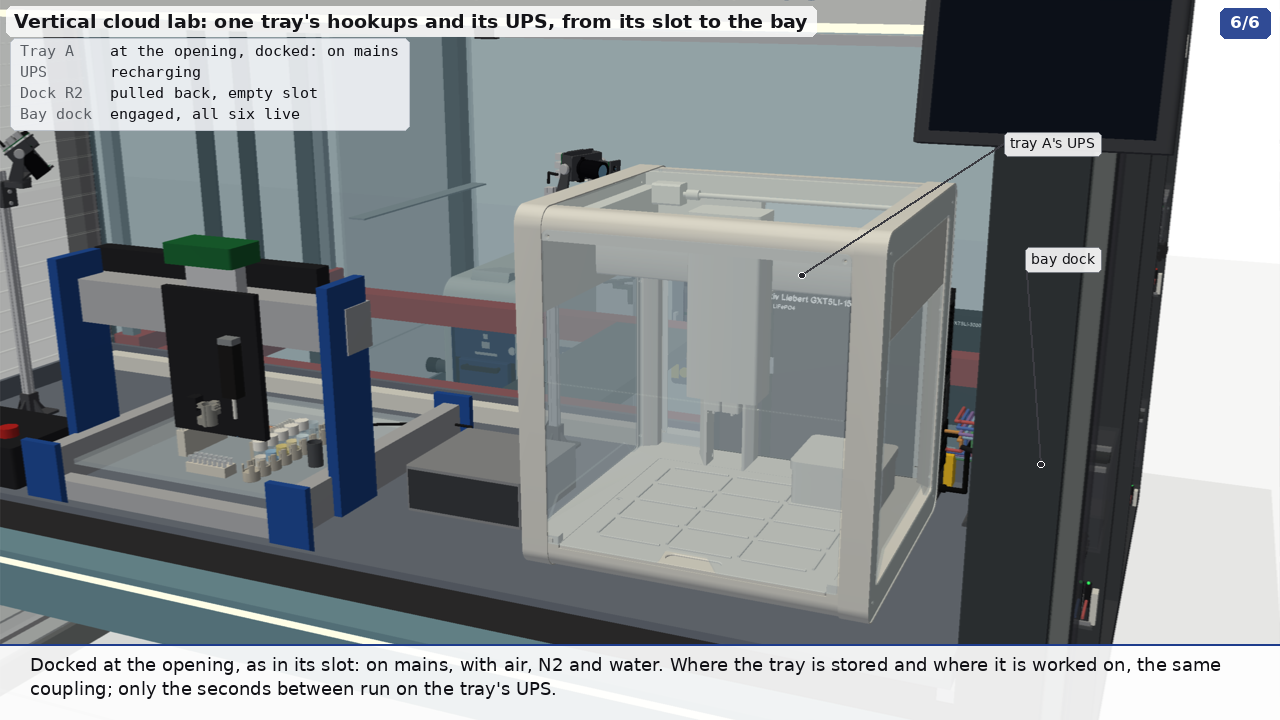 Vertical cloud lab: one tray's hookups and its UPS, from its slot to the bay
6/6
Tray A at the opening, docked: on mains
UPS recharging
Dock R2 pulled back, empty slot
Bay dock engaged, all six live
tray A's UPS
bay dock
Liebert
LiFePO4
Docked at the opening, as in its slot: on mains, with air, N2 and water. Where the tray is stored and where it is worked on, the same
coupling; only the seconds between run on the tray's UPS.